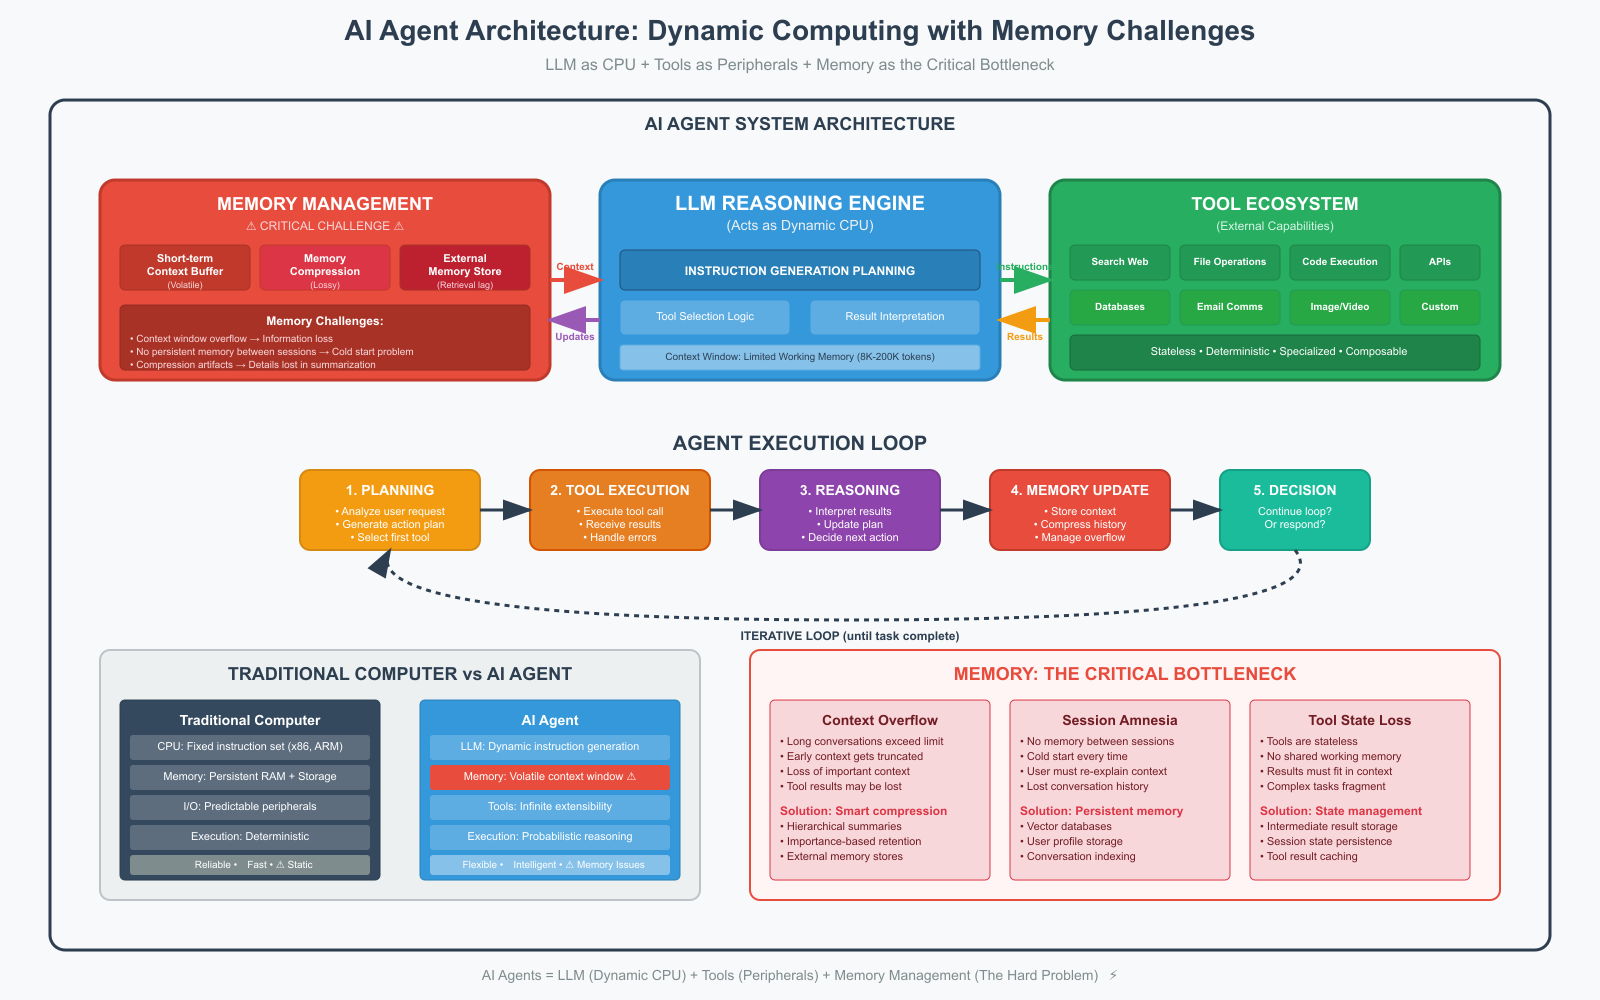 AI Agent Architecture: Dynamic Computing with Memory Challenges
LLM as CPU + Tools as Peripherals + Memory as the Critical Bottleneck
AI AGENT SYSTEM ARCHITECTURE
MEMORY MANAGEMENT
⚠ CRITICAL CHALLENGE ⚠
Short-term
Context Buffer
(Volatile)
Memory
Compression
(Lossy)
External
Memory Store
(Retrieval lag)
Memory Challenges:
• Context window overflow → Information loss
• No persistent memory between sessions → Cold start problem
• Compression artifacts → Details lost in summarization
Context
Updates
LLM REASONING ENGINE
(Acts as Dynamic CPU)
INSTRUCTION GENERATION PLANNING
Tool Selection Logic
Result Interpretation
Context Window: Limited Working Memory (8K-200K tokens)
Instructions
Results
TOOL ECOSYSTEM
(External Capabilities)
Search Web
File Operations
Code Execution
APIs
Databases
Email Comms
Image/Video
Custom
Stateless • Deterministic • Specialized • Composable
AGENT EXECUTION LOOP
1. PLANNING
• Analyze user request
• Generate action plan
• Select first tool
2. TOOL EXECUTION
• Execute tool call
• Receive results
• Handle errors
3. REASONING
• Interpret results
• Update plan
• Decide next action
4. MEMORY UPDATE
• Store context
• Compress history
• Manage overflow
5. DECISION
Continue loop?
Or respond?
ITERATIVE LOOP (until task complete)
TRADITIONAL COMPUTER vs AI AGENT
Traditional Computer
CPU: Fixed instruction set (x86, ARM)
Memory: Persistent RAM + Storage
I/O: Predictable peripherals
Execution: Deterministic
Reliable • Fast • ⚠ Static
AI Agent
LLM: Dynamic instruction generation
Memory: Volatile context window ⚠
Tools: Infinite extensibility
Execution: Probabilistic reasoning
Flexible • Intelligent • ⚠ Memory Issues
MEMORY: THE CRITICAL BOTTLENECK
Context Overflow
• Long conversations exceed limit
• Early context gets truncated
• Loss of important context
• Tool results may be lost
Solution: Smart compression
• Hierarchical summaries
• Importance-based retention
• External memory stores
Session Amnesia
• No memory between sessions
• Cold start every time
• User must re-explain context
• Lost conversation history
Solution: Persistent memory
• Vector databases
• User profile storage
• Conversation indexing
Tool State Loss
• Tools are stateless
• No shared working memory
• Results must fit in context
• Complex tasks fragment
Solution: State management
• Intermediate result storage
• Session state persistence
• Tool result caching
AI Agents = LLM (Dynamic CPU) + Tools (Peripherals) + Memory Management (The Hard Problem) ⚡